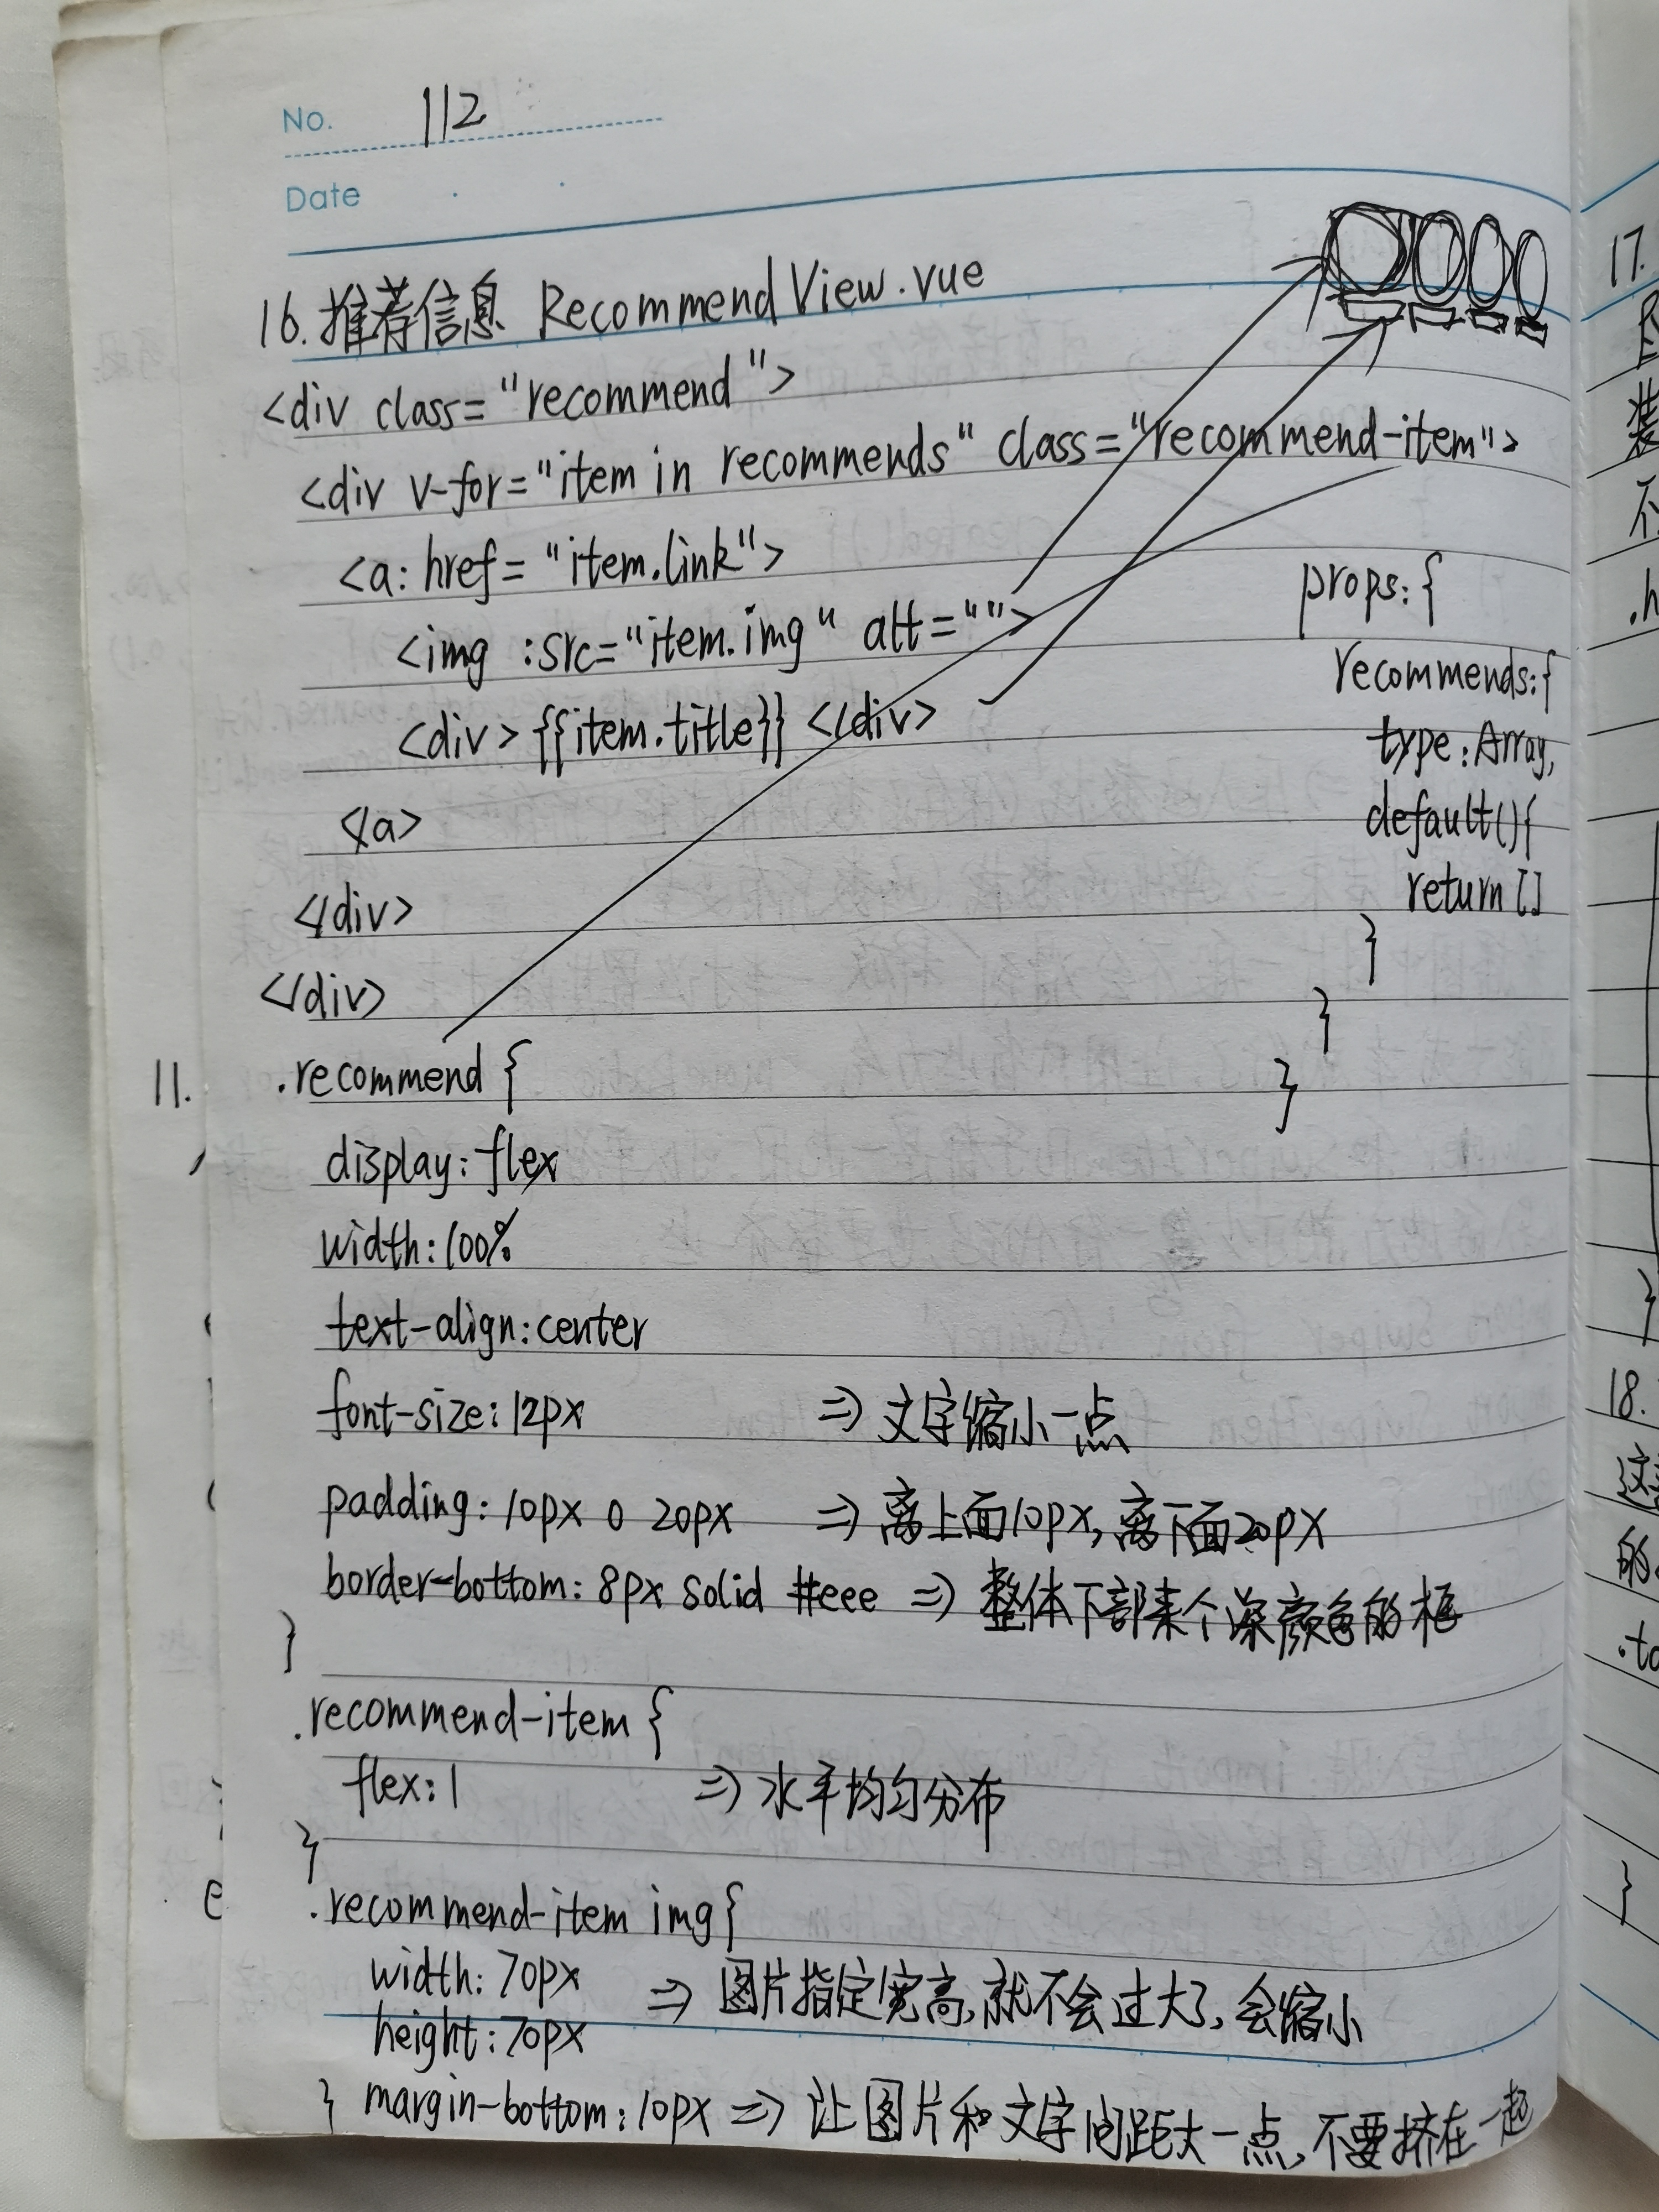 No. 112
Date
16.推荐信息 RecommendView.vue
<div class="recommend">
<div v-for="item in recommends" class="recommend-item">
<a:href="item.link">
<img :src="item.img" alt="">
<div>{{item.title}}</div>
</a>
</div>
</div>
props:{
recommends:{
type:Array,
default(){
return []
}
}
}
11.
.recommend{
display:flex
width:100%
text-align:center
font-size:12px => 文字缩小一点
padding:10px 0 20px => 离上面10px,离下面20px
border-bottom:8px solid #eee => 整体下部来个深颜色的框
}
.recommend-item{
flex:1 => 水平均匀分布
}
.recommend-item img{
width:70px => 图片指定宽高,就不会过大了,会缩小
height:70px
} margin-bottom:10px => 让图片和文字间距大一点,不要挤在一起
17.
装
不
.h
}
18.
这
的
.to
}